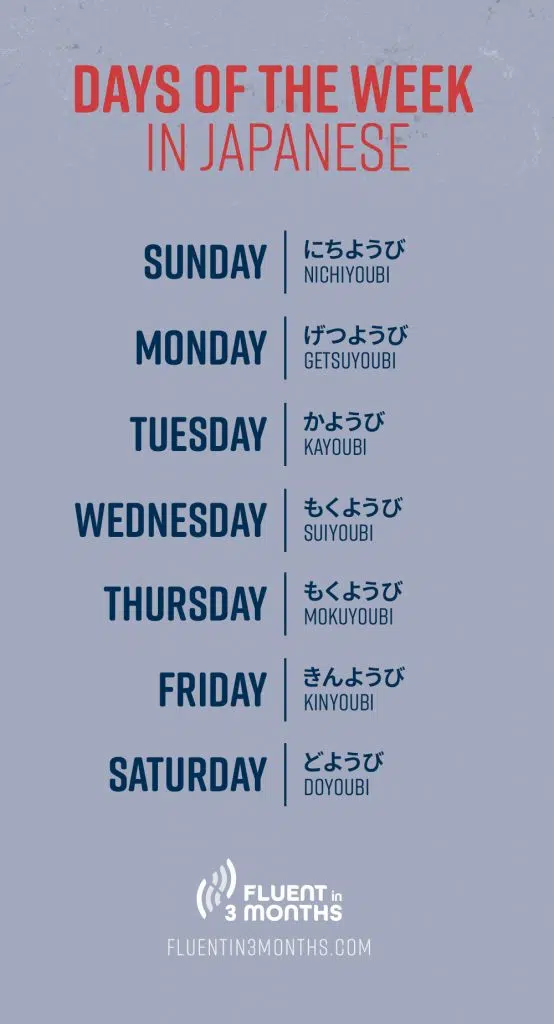 DAYS OF THE WEEK
IN JAPANESE
SUNDAY
にちようび
NICHIYOUBI
MONDAY
げつようび
GETSUYOUBI
TUESDAY
かようび
KAYOUBI
WEDNESDAY
もくようび
SUIYOUBI
THURSDAY
もくようび
MOKUYOUBI
FRIDAY
きんようび
KINYOUBI
SATURDAY
どようび
DOYOUBI
FLUENT in
3 MONTHS
FLUENTIN3MONTHS.COM